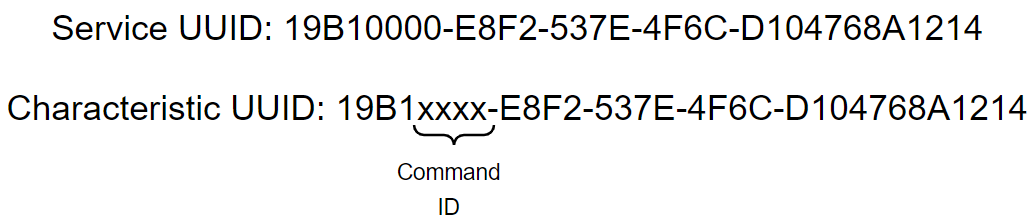 Service UUID: 19B10000-E8F2-537E-4F6C-D104768A1214
Characteristic UUID: 19B1xxxx-E8F2-537E-4F6C-D104768A1214
Command
ID